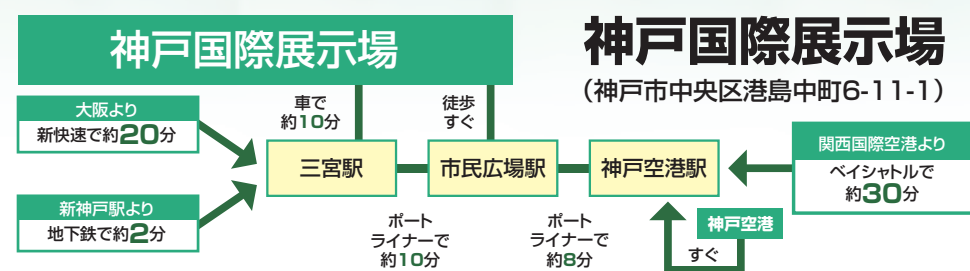 神戸国際展示場
神戸国際展示場
(神戸市中央区港島中町6-11-1)
大阪より
新快速で約20分
車で
約10分
徒歩
すぐ
関西国際空港より
ベイシャトルで
約30分
三宮駅
市民広場駅
神戸空港駅
新神戸駅より
地下鉄で約2分
ポート
ライナーで
約10分
ポート
ライナーで
約8分
神戸空港
すぐ